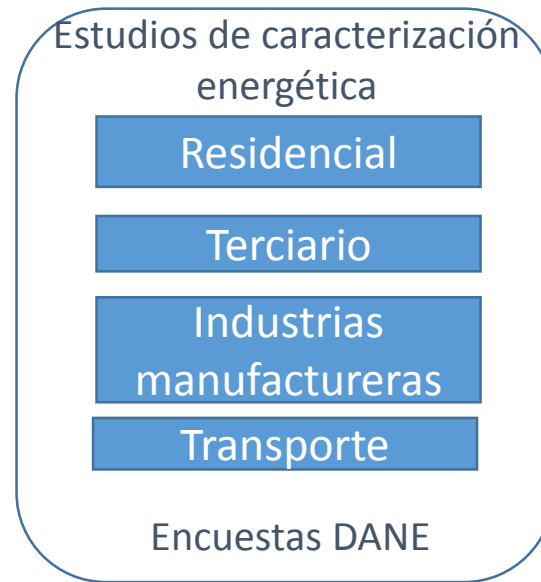 Estudios de caracterización
energética
Residencial
Terciario
Industrias
manufactureras
Transporte
Encuestas DANE